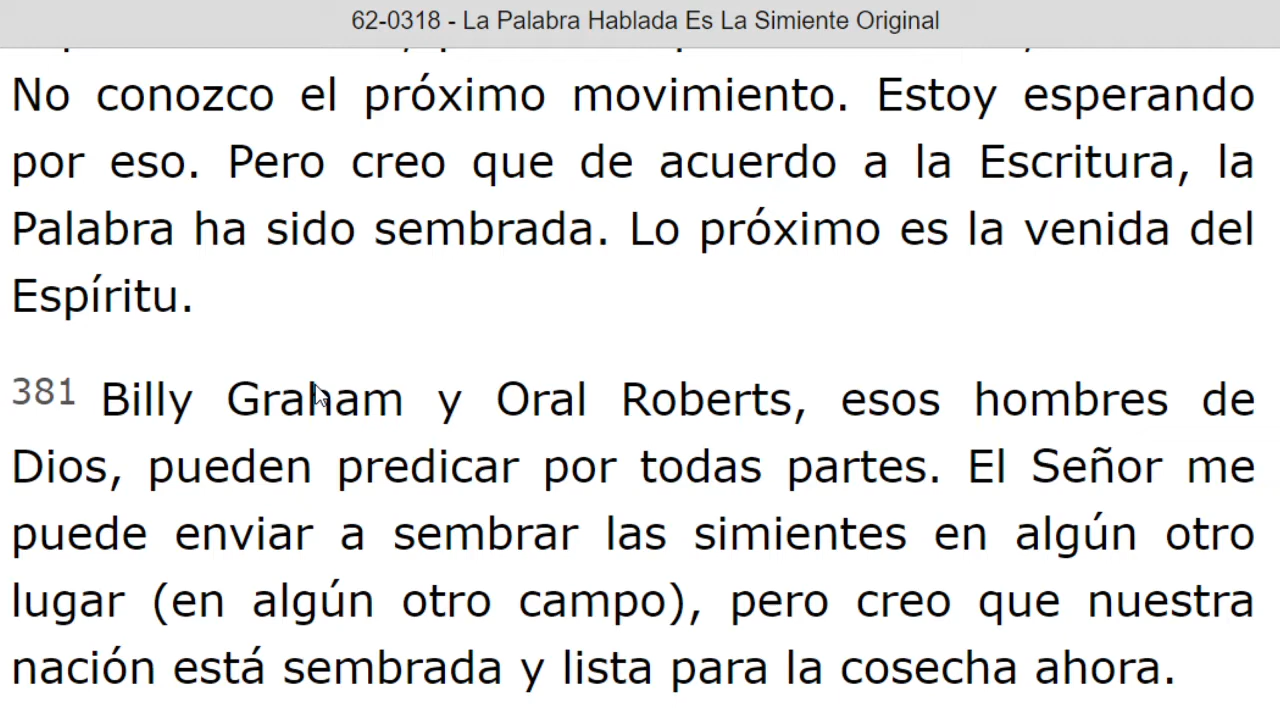 62-0318 - La Palabra Hablada Es La Simiente Original
No conozco el próximo movimiento. Estoy esperando
por eso. Pero creo que de acuerdo a la Escritura, la
Palabra ha sido sembrada. Lo próximo es la venida del
Espíritu.
381 Billy Graham y Oral Roberts, esos hombres de
Dios, pueden predicar por todas partes. El Señor me
puede enviar a sembrar las simientes en algún otro
lugar (en algún otro campo), pero creo que nuestra
nación está sembrada y lista para la cosecha ahora.